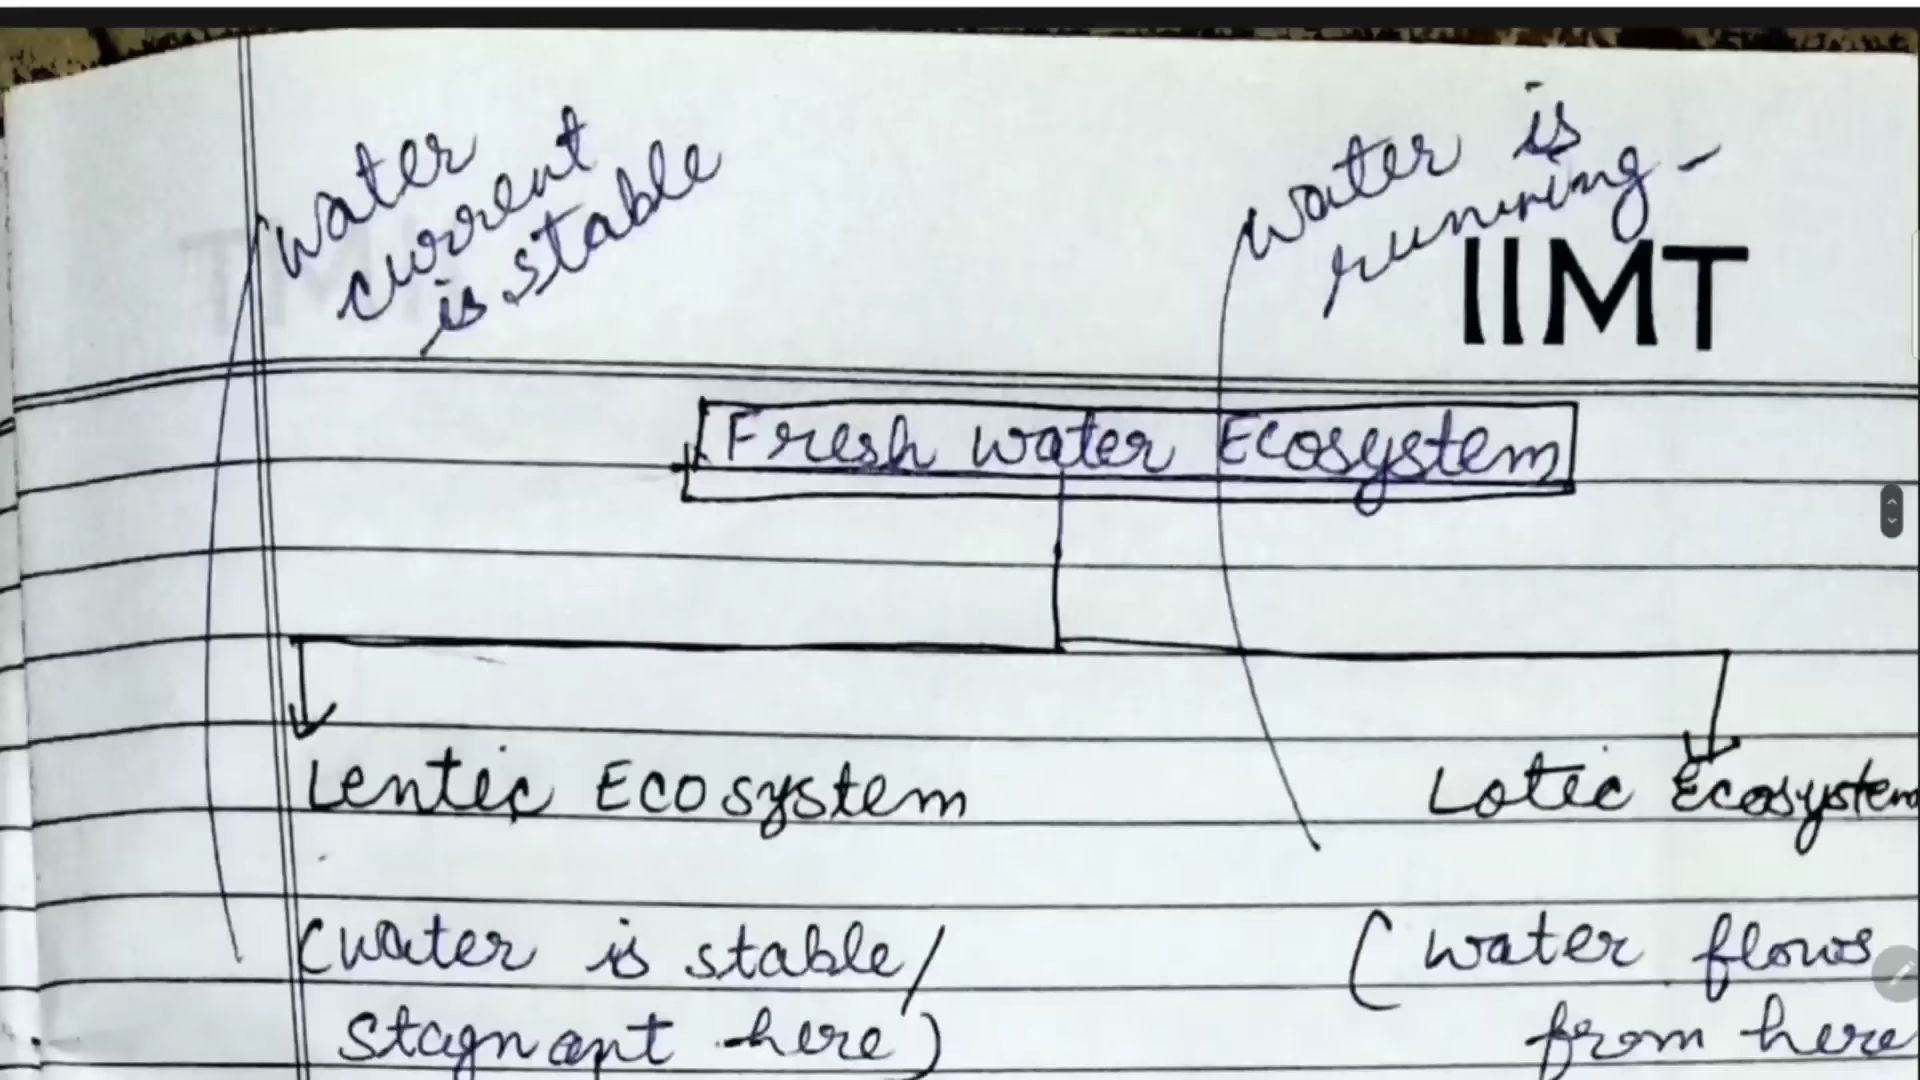 water
current
is stable
water is
running -
IIMT
Fresh water Ecosystem
Lentic Ecosystem
Lotic Ecosystem
(water is stable/
stagnant here)
(water flows
from here